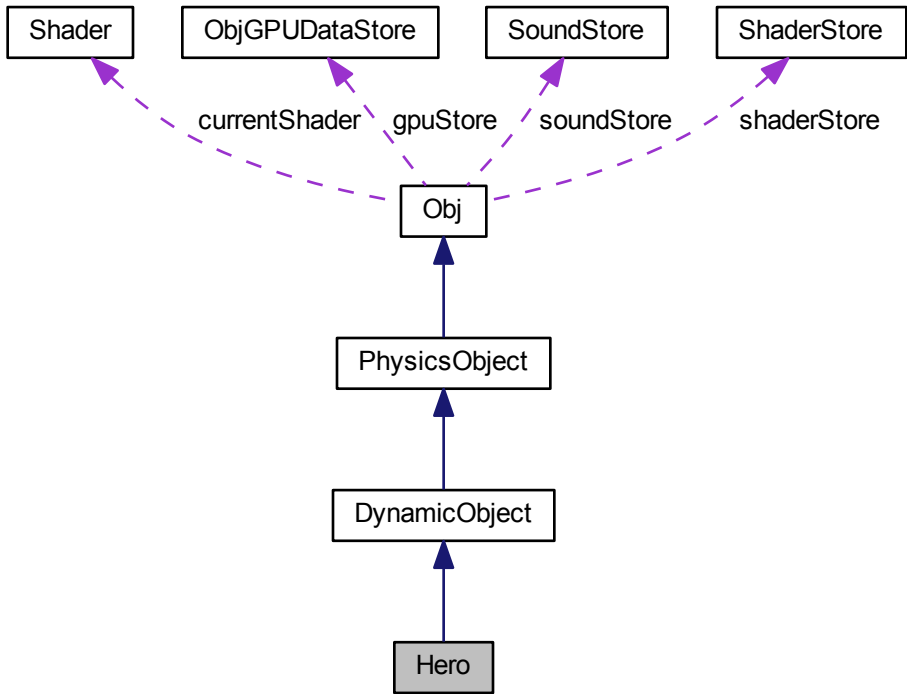 Shader ObjGPUDataStore SoundStore ShaderStore
currentShader gpuStore soundStore shaderStore
Obj
PhysicsObject
DynamicObject
Hero